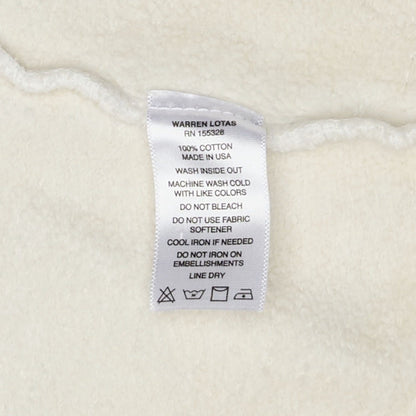 WARREN LOTAS
RN 155328
100% COTTON
MADE IN USA
WASH INSIDE OUT
MACHINE WASH COLD
WITH LIKE COLORS
DO NOT BLEACH
DO NOT USE FABRIC
SOFTENER
COOL IRON IF NEEDED
DO NOT IRON ON
EMBELLISHMENTS
LINE DRY